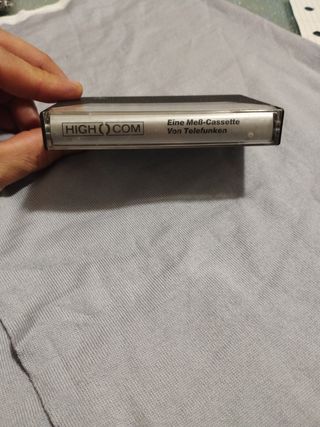 HIGH COM
Eine Meß-Cassette
Von Telefunken